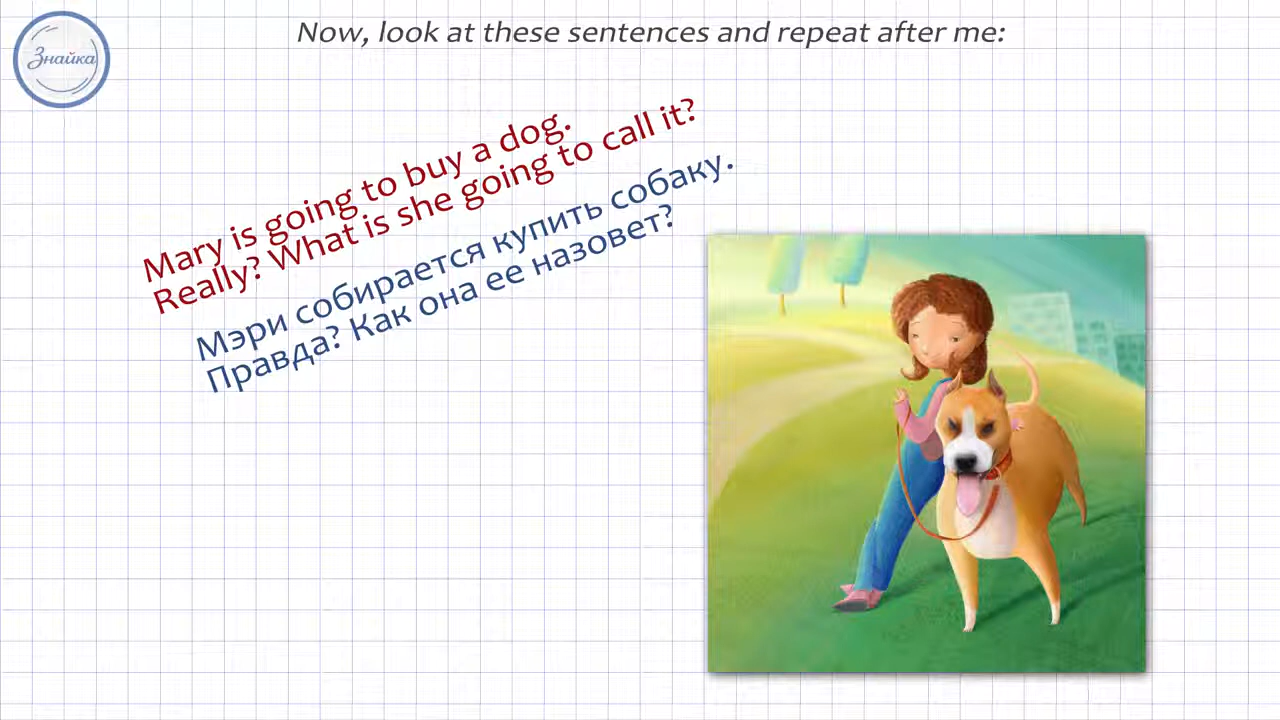 Now, look at these sentences and repeat after me:
Знайка
Mary is going to buy a dog.
Really? What is she going to call it?
Мэри собирается купить собаку.
Правда? Как она ее назовет?